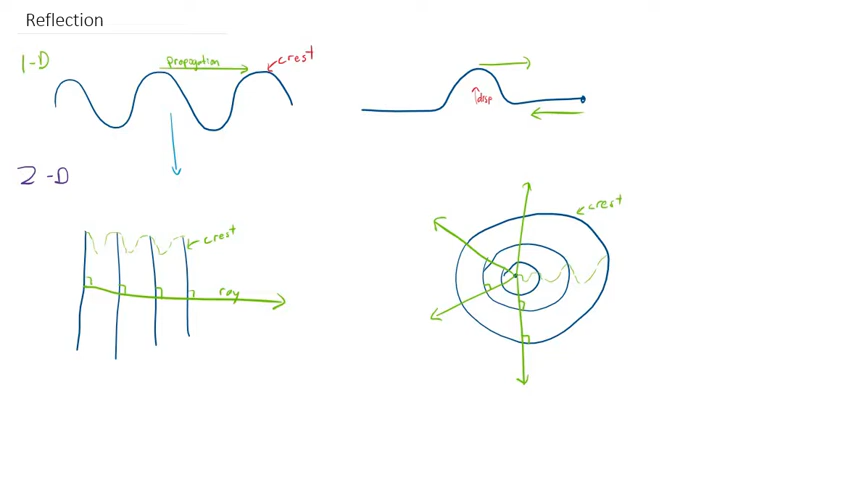 Reflection
1-D
propagation
crest
disp
2-D
crest
ray
crest